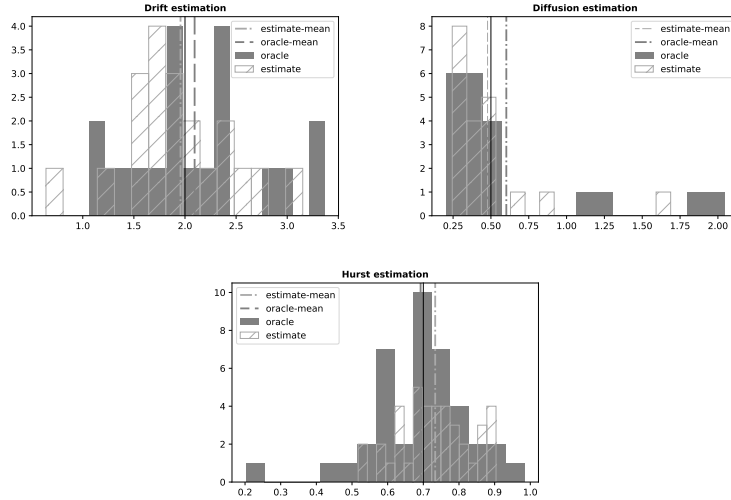 Drift estimation
estimate-mean
oracle-mean
oracle
estimate
4.0
3.5
3.0
2.5
2.0
1.5
1.0
0.5
0.0
1.0 1.5 2.0 2.5 3.0 3.5
Diffusion estimation
estimate-mean
oracle-mean
oracle
estimate
8
7
6
5
4
3
2
1
0
0.25 0.50 0.75 1.00 1.25 1.50 1.75 2.00
Hurst estimation
estimate-mean
oracle-mean
oracle
estimate
10
8
6
4
2
0
0.2 0.3 0.4 0.5 0.6 0.7 0.8 0.9 1.0